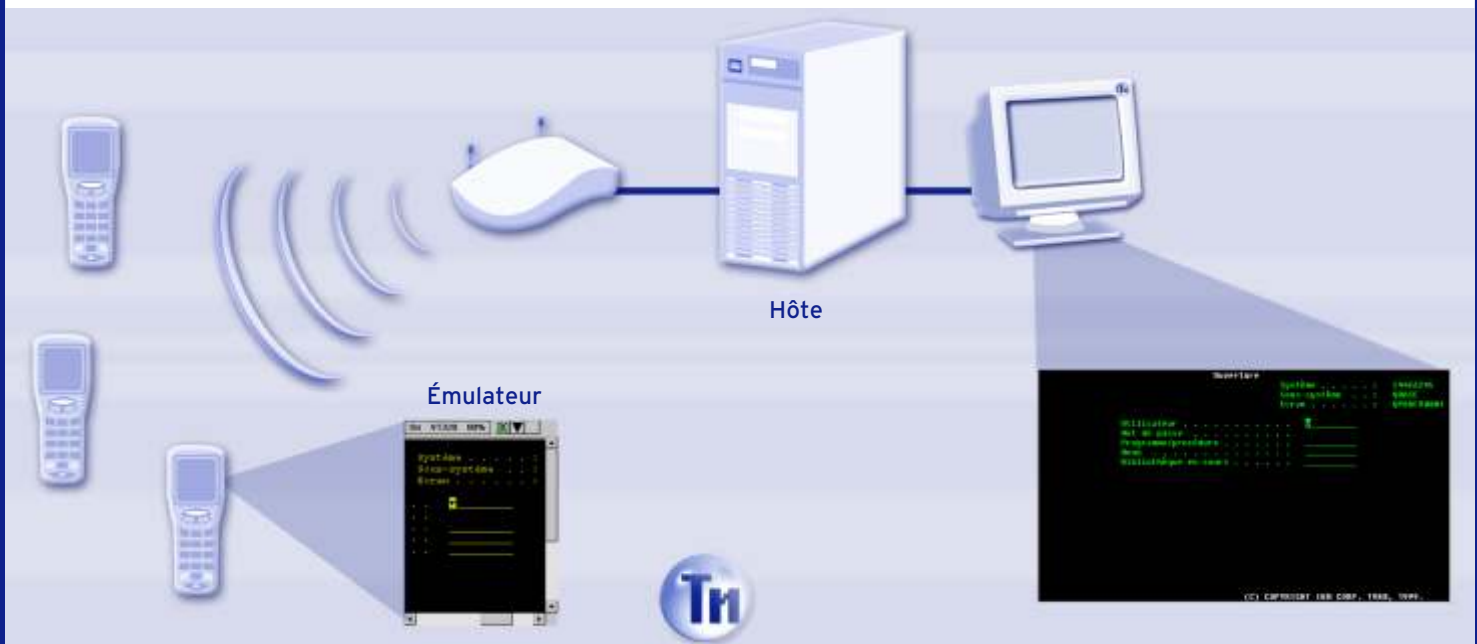 Hôte
Émulateur
Système . . . . :
Sous-système . . . :
Écran . . . . . :
Ouverture
Système . . . . . :
Sous-système . . . . :
Écran . . . . . . :
Utilisateur . . . . . . . . . . . . .
Mot de passe . . . . . . . . . . . .
Programme/procédure . . . . . . . .
Menu . . . . . . . . . . . . . . . .
Bibliothèque en cours . . . . . . .
(C) COPYRIGHT IBM CORP. 1980, 1999.
Tn